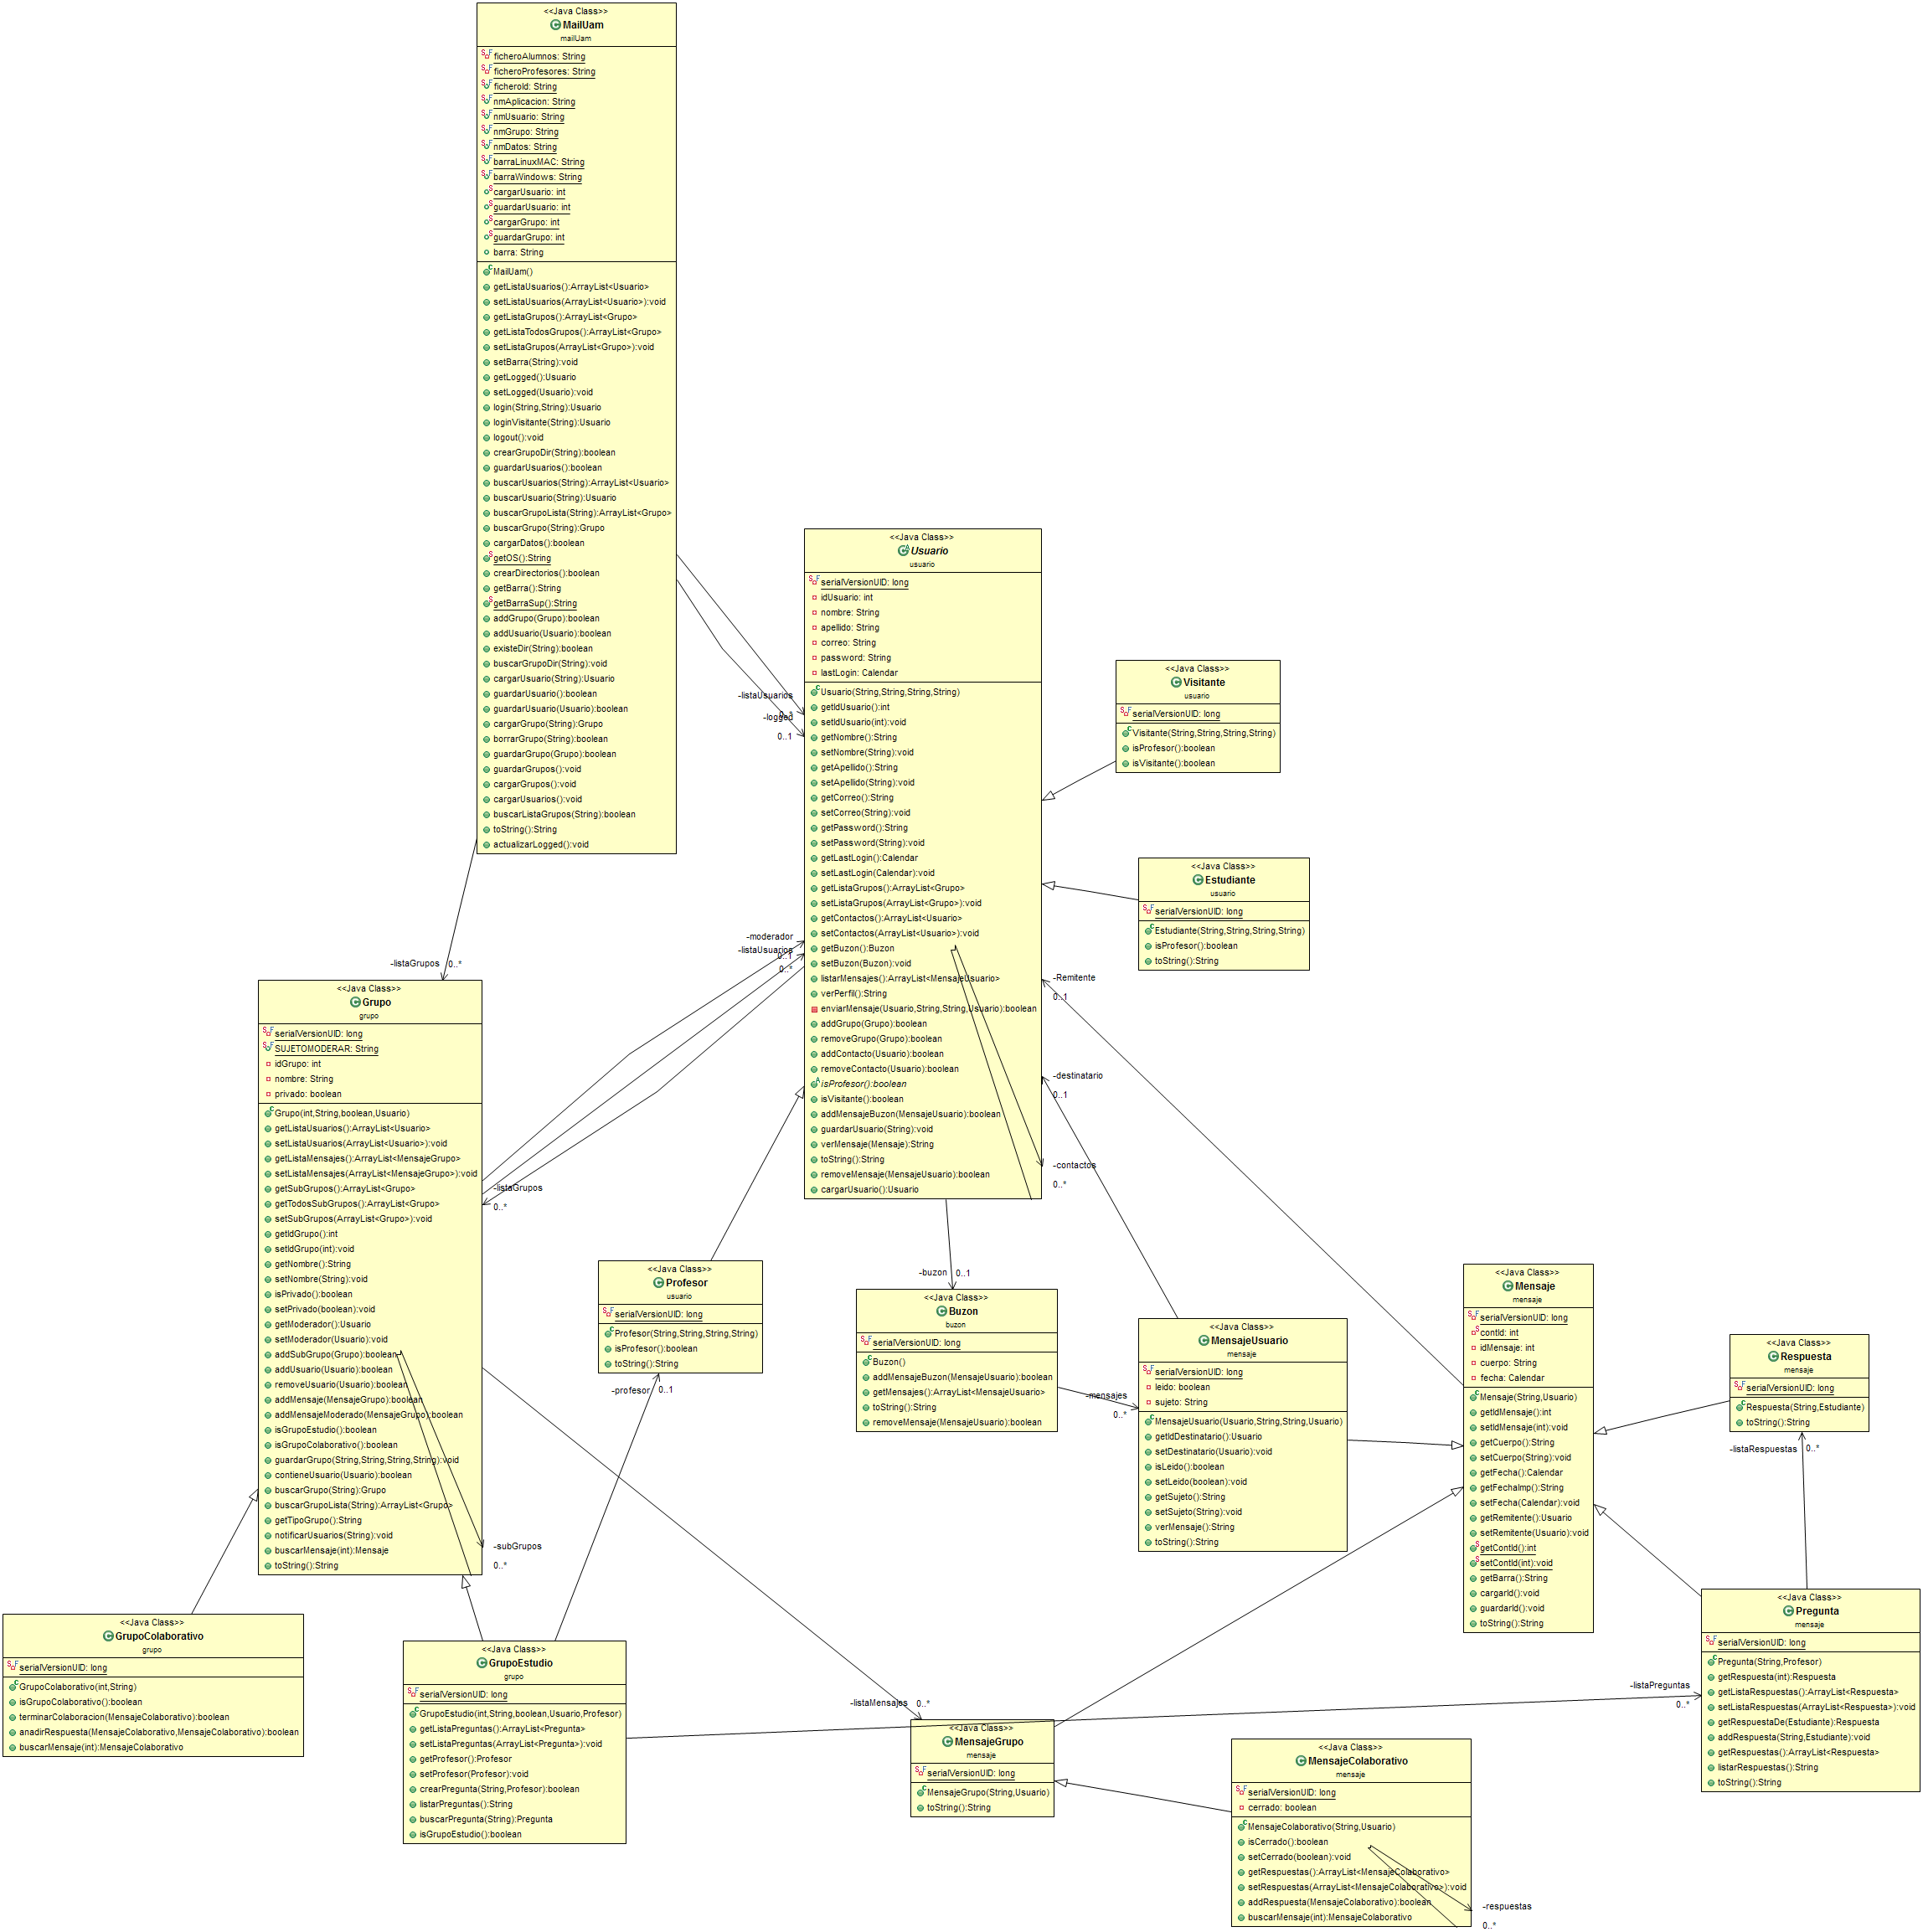 <<Java Class>>
MailUam
mailUam
ficheroAlumnos: String
ficheroProfesores: String
ficheroId: String
nmAplicacion: String
nmUsuario: String
nmGrupo: String
nmDatos: String
barraLinuxMAC: String
barraWindows: String
cargarUsuario: int
guardarUsuario: int
cargarGrupo: int
guardarGrupo: int
barra: String
MailUam()
getListaUsuarios():ArrayList<Usuario>
setListaUsuarios(ArrayList<Usuario>):void
getListaGrupos():ArrayList<Grupo>
getListaTodosGrupos():ArrayList<Grupo>
setListaGrupos(ArrayList<Grupo>):void
setBarra(String):void
getLogged():Usuario
setLogged(Usuario):void
login(String,String):Usuario
loginVisitante(String):Usuario
logout():void
crearGrupoDir(String):boolean
guardarUsuarios():boolean
buscarUsuarios(String):ArrayList<Usuario>
buscarUsuario(String):Usuario
buscarGrupoLista(String):ArrayList<Grupo>
buscarGrupo(String):Grupo
cargarDatos():boolean
getOS():String
crearDirectorios():boolean
getBarra():String
getBarraSup():String
addGrupo(Grupo):boolean
addUsuario(Usuario):boolean
existeDir(String):boolean
buscarGrupoDir(String):void
cargarUsuario(String):Usuario
guardarUsuario():boolean
guardarUsuario(Usuario):boolean
cargarGrupo(String):Grupo
borrarGrupo(String):boolean
guardarGrupo(Grupo):boolean
guardarGrupos():void
cargarGrupos():void
cargarUsuarios():void
buscarListaGrupos(String):boolean
toString():String
actualizarLogged():void
-listaUsuarios
0..*
-logged
0..1
-listaGrupos 0..*
<<Java Class>>
Usuario
usuario
serialVersionUID: long
idUsuario: int
nombre: String
apellido: String
correo: String
password: String
lastLogin: Calendar
Usuario(String,String,String,String)
getIdUsuario():int
setIdUsuario(int):void
getNombre():String
setNombre(String):void
getApellido():String
setApellido(String):void
getCorreo():String
setCorreo(String):void
getPassword():String
setPassword(String):void
getLastLogin():Calendar
setLastLogin(Calendar):void
getListaGrupos():ArrayList<Grupo>
setListaGrupos(ArrayList<Grupo>):void
getContactos():ArrayList<Usuario>
setContactos(ArrayList<Usuario>):void
getBuzon():Buzon
setBuzon(Buzon):void
listarMensajes():ArrayList<MensajeUsuario>
verPerfil():String
enviarMensaje(Usuario,String,String,Usuario):boolean
addGrupo(Grupo):boolean
removeGrupo(Grupo):boolean
addContacto(Usuario):boolean
removeContacto(Usuario):boolean
isProfesor():boolean
isVisitante():boolean
addMensajeBuzon(MensajeUsuario):boolean
guardarUsuario(String):void
verMensaje(Mensaje):String
toString():String
removeMensaje(MensajeUsuario):boolean
cargarUsuario():Usuario
<<Java Class>>
Visitante
usuario
serialVersionUID: long
Visitante(String,String,String,String)
isProfesor():boolean
isVisitante():boolean
<<Java Class>>
Estudiante
usuario
serialVersionUID: long
Estudiante(String,String,String,String)
isProfesor():boolean
toString():String
-moderador
0..1
-listaUsuarios
0..*
-Remitente
0..1
-destinatario
0..1
-contactos
0..*
-listaGrupos
0..*
-buzon 0..1
<<Java Class>>
Grupo
grupo
serialVersionUID: long
SUJETOMODERAR: String
idGrupo: int
nombre: String
privado: boolean
Grupo(int,String,boolean,Usuario)
getListaUsuarios():ArrayList<Usuario>
setListaUsuarios(ArrayList<Usuario>):void
getListaMensajes():ArrayList<MensajeGrupo>
setListaMensajes(ArrayList<MensajeGrupo>):void
getSubGrupos():ArrayList<Grupo>
getTodosSubGrupos():ArrayList<Grupo>
setSubGrupos(ArrayList<Grupo>):void
getIdGrupo():int
setIdGrupo(int):void
getNombre():String
setNombre(String):void
isPrivado():boolean
setPrivado(boolean):void
getModerador():Usuario
setModerador(Usuario):void
addSubGrupo(Grupo):boolean
addUsuario(Usuario):boolean
removeUsuario(Usuario):boolean
addMensaje(MensajeGrupo):boolean
addMensajeModerado(MensajeGrupo):boolean
isGrupoEstudio():boolean
isGrupoColaborativo():boolean
guardarGrupo(String,String,String,String):void
contieneUsuario(Usuario):boolean
buscarGrupo(String):Grupo
buscarGrupoLista(String):ArrayList<Grupo>
getTipoGrupo():String
notificarUsuarios(String):void
buscarMensaje(int):Mensaje
toString():String
-subGrupos
0..*
<<Java Class>>
Profesor
usuario
serialVersionUID: long
Profesor(String,String,String,String)
isProfesor():boolean
toString():String
-profesor 0..1
<<Java Class>>
Buzon
buzon
serialVersionUID: long
Buzon()
addMensajeBuzon(MensajeUsuario):boolean
getMensajes():ArrayList<MensajeUsuario>
toString():String
removeMensaje(MensajeUsuario):boolean
-mensajes
0..*
<<Java Class>>
MensajeUsuario
mensaje
serialVersionUID: long
leido: boolean
sujeto: String
MensajeUsuario(Usuario,String,String,Usuario)
getIdDestinatario():Usuario
setDestinatario(Usuario):void
isLeido():boolean
setLeido(boolean):void
getSujeto():String
setSujeto(String):void
verMensaje():String
toString():String
<<Java Class>>
Mensaje
mensaje
serialVersionUID: long
contId: int
idMensaje: int
cuerpo: String
fecha: Calendar
Mensaje(String,Usuario)
getIdMensaje():int
setIdMensaje(int):void
getCuerpo():String
setCuerpo(String):void
getFecha():Calendar
getFechaImp():String
setFecha(Calendar):void
getRemitente():Usuario
setRemitente(Usuario):void
getContId():int
setContId(int):void
getBarra():String
cargarId():void
guardarId():void
toString():String
<<Java Class>>
Respuesta
mensaje
serialVersionUID: long
Respuesta(String,Estudiante)
toString():String
-listaRespuestas 0..*
<<Java Class>>
Pregunta
mensaje
serialVersionUID: long
Pregunta(String,Profesor)
getRespuesta(int):Respuesta
getListaRespuestas():ArrayList<Respuesta>
setListaRespuestas(ArrayList<Respuesta>):void
getRespuestaDe(Estudiante):Respuesta
addRespuesta(String,Estudiante):void
getRespuestas():ArrayList<Respuesta>
listarRespuestas():String
toString():String
-listaPreguntas
0..*
<<Java Class>>
GrupoColaborativo
grupo
serialVersionUID: long
GrupoColaborativo(int,String)
isGrupoColaborativo():boolean
terminarColaboracion(MensajeColaborativo):boolean
anadirRespuesta(MensajeColaborativo,MensajeColaborativo):boolean
buscarMensaje(int):MensajeColaborativo
<<Java Class>>
GrupoEstudio
grupo
serialVersionUID: long
GrupoEstudio(int,String,boolean,Usuario,Profesor)
getListaPreguntas():ArrayList<Pregunta>
setListaPreguntas(ArrayList<Pregunta>):void
getProfesor():Profesor
setProfesor(Profesor):void
crearPregunta(String,Profesor):boolean
listarPreguntas():String
buscarPregunta(String):Pregunta
isGrupoEstudio():boolean
-listaMensajes 0..*
<<Java Class>>
MensajeGrupo
mensaje
serialVersionUID: long
MensajeGrupo(String,Usuario)
toString():String
<<Java Class>>
MensajeColaborativo
mensaje
serialVersionUID: long
cerrado: boolean
MensajeColaborativo(String,Usuario)
isCerrado():boolean
setCerrado(boolean):void
getRespuestas():ArrayList<MensajeColaborativo>
setRespuestas(ArrayList<MensajeColaborativo>):void
addRespuesta(MensajeColaborativo):boolean
buscarMensaje(int):MensajeColaborativo
-respuestas
0..*